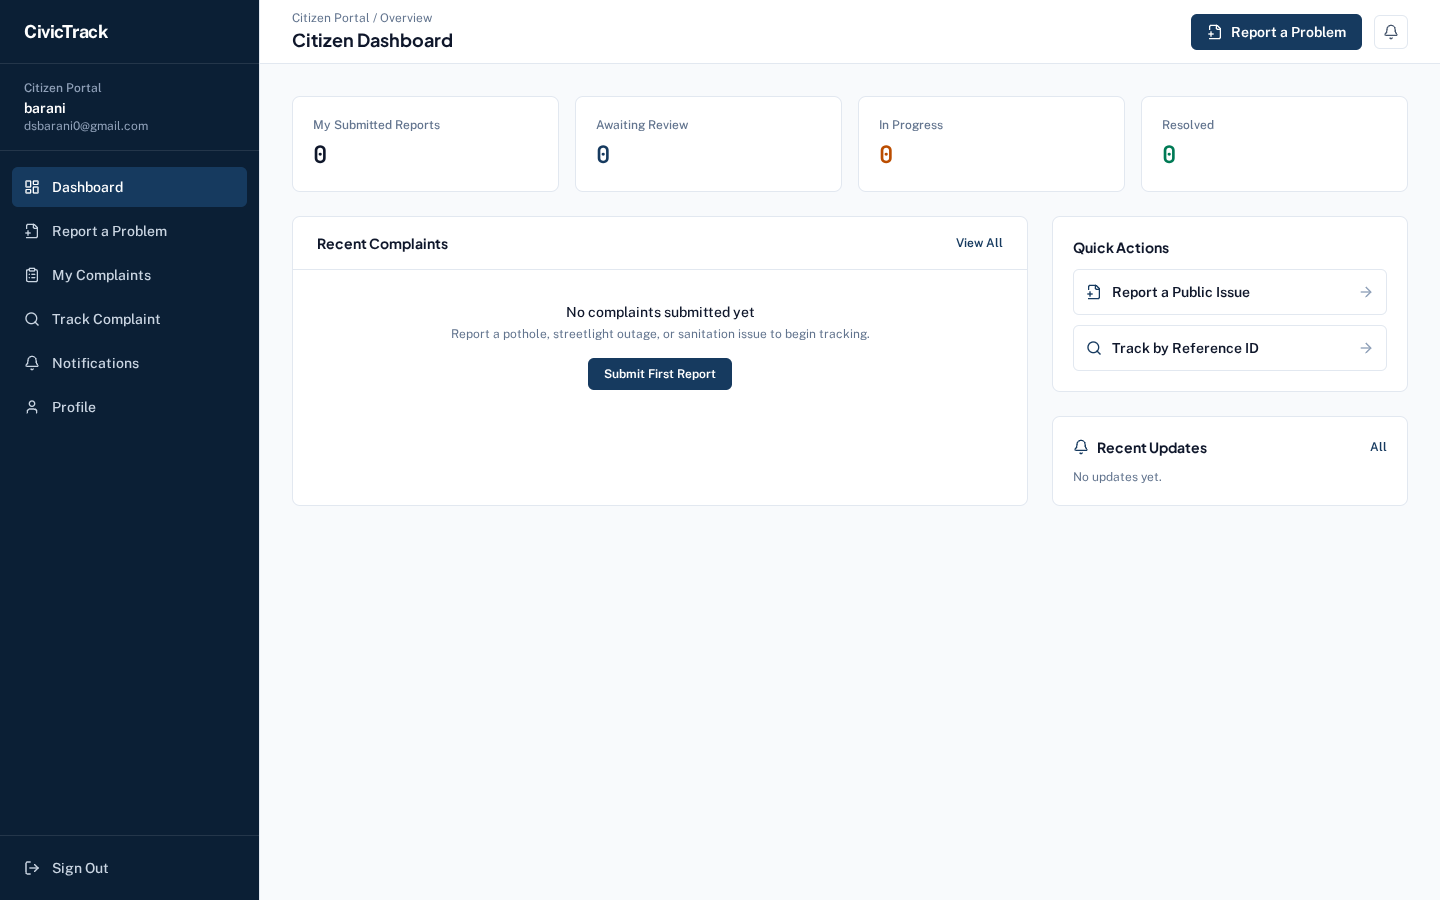 CivicTrack
Citizen Portal
barani
dsbarani0@gmail.com
Dashboard
Report a Problem
My Complaints
Track Complaint
Notifications
Profile
Sign Out
Citizen Portal / Overview
Citizen Dashboard
Report a Problem
My Submitted Reports
0
Awaiting Review
0
In Progress
0
Resolved
0
Recent Complaints
View All
No complaints submitted yet
Report a pothole, streetlight outage, or sanitation issue to begin tracking.
Submit First Report
Quick Actions
Report a Public Issue
Track by Reference ID
Recent Updates
All
No updates yet.